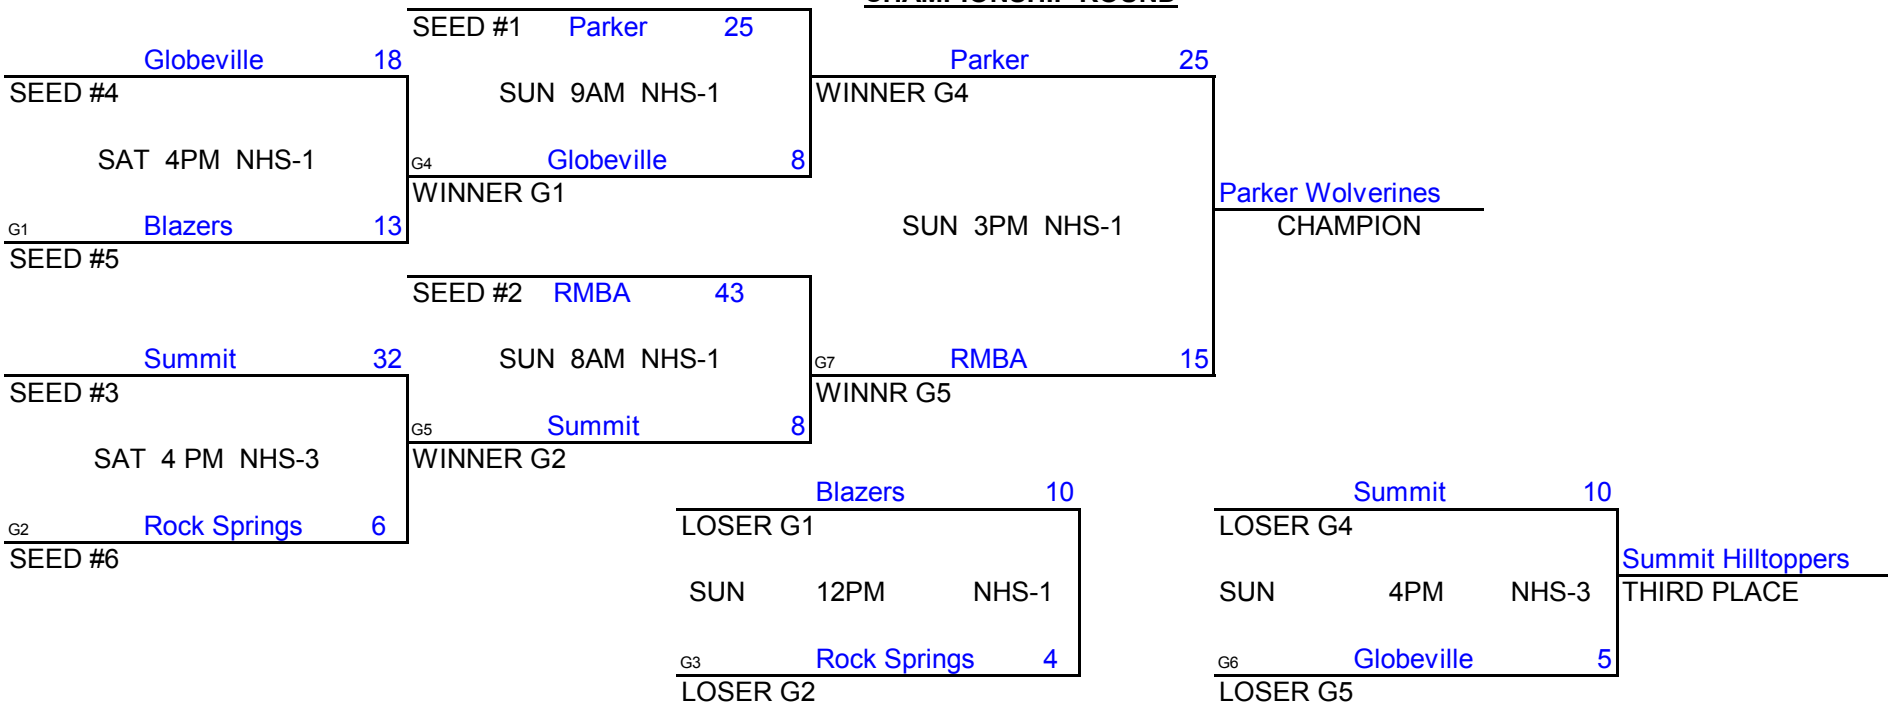 CHAMPIONSHIP ROUND
SEED #1 Parker 25
Globeville 18
Parker 25
SEED #4
SUN 9AM NHS-1
WINNER G4
SAT 4PM NHS-1
G4 Globeville 8
WINNER G1
Parker Wolverines
G1 Blazers 13
SUN 3PM NHS-1
CHAMPION
SEED #5
SEED #2 RMBA 43
Summit 32
SUN 8AM NHS-1
G7 RMBA 15
SEED #3
WINNR G5
G5 Summit 8
SAT 4 PM NHS-3
WINNER G2
Blazers 10
Summit 10
G2 Rock Springs 6
LOSER G1
LOSER G4
SEED #6
Summit Hilltoppers
SUN 12PM NHS-1
SUN 4PM NHS-3
THIRD PLACE
G3 Rock Springs 4
G6 Globeville 5
LOSER G2
LOSER G5